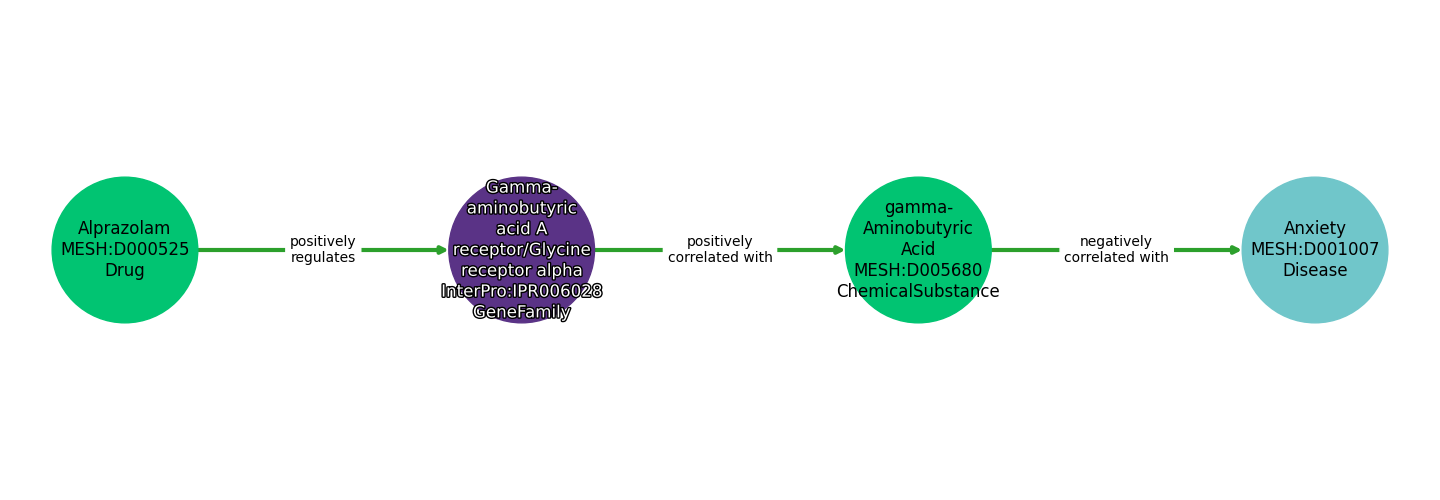 Alprazolam
MESH:D000525
Drug
positively
regulates
Gamma-
aminobutyric
acid A
receptor/Glycine
receptor alpha
InterPro:IPR006028
GeneFamily
positively
correlated with
gamma-
Aminobutyric
Acid
MESH:D005680
ChemicalSubstance
negatively
correlated with
Anxiety
MESH:D001007
Disease